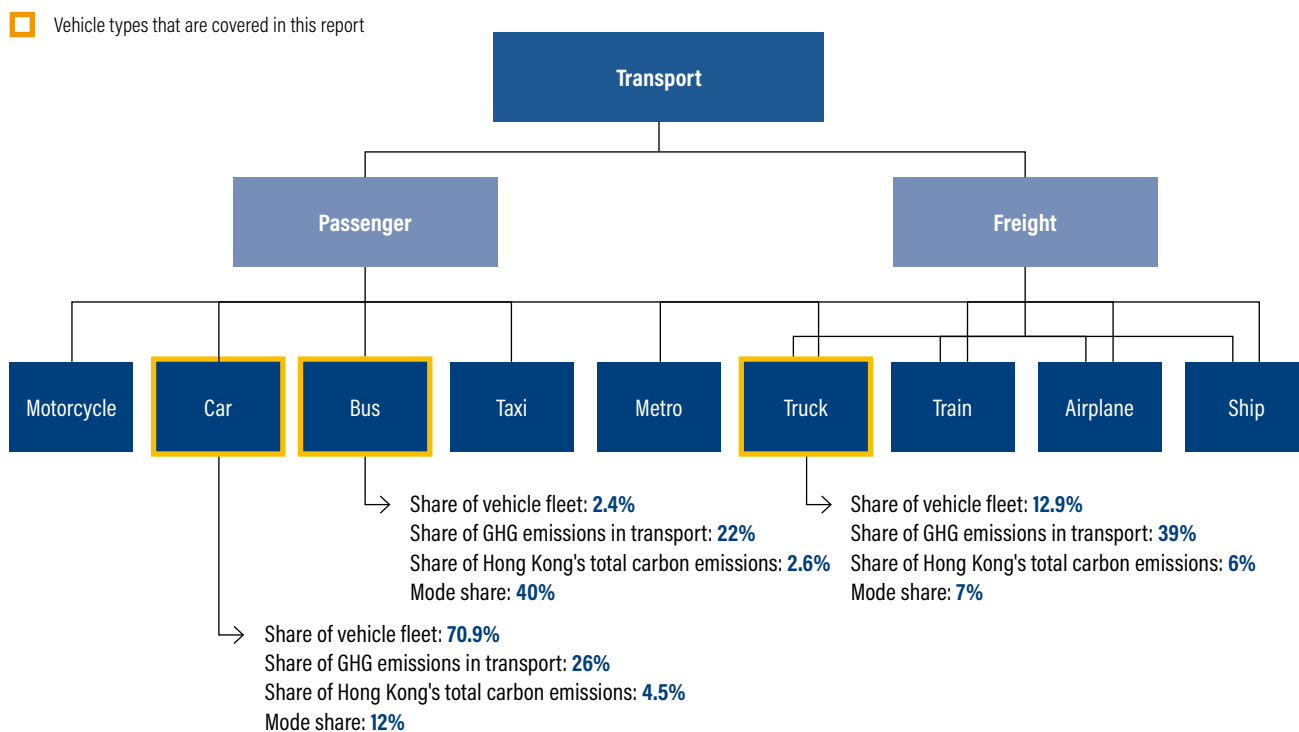 Vehicle types that are covered in this report
Transport
Passenger
Freight
Motorcycle
Car
Bus
Taxi
Metro
Truck
Train
Airplane
Ship
Share of vehicle fleet: 2.4%
Share of GHG emissions in transport: 22%
Share of Hong Kong's total carbon emissions: 2.6%
Mode share: 40%
Share of vehicle fleet: 12.9%
Share of GHG emissions in transport: 39%
Share of Hong Kong's total carbon emissions: 6%
Mode share: 7%
Share of vehicle fleet: 70.9%
Share of GHG emissions in transport: 26%
Share of Hong Kong's total carbon emissions: 4.5%
Mode share: 12%